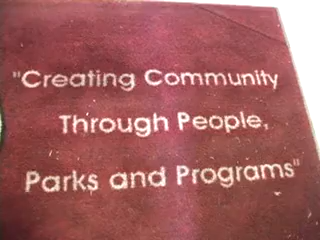 "Creating Community
Through People,
Parks and Programs"